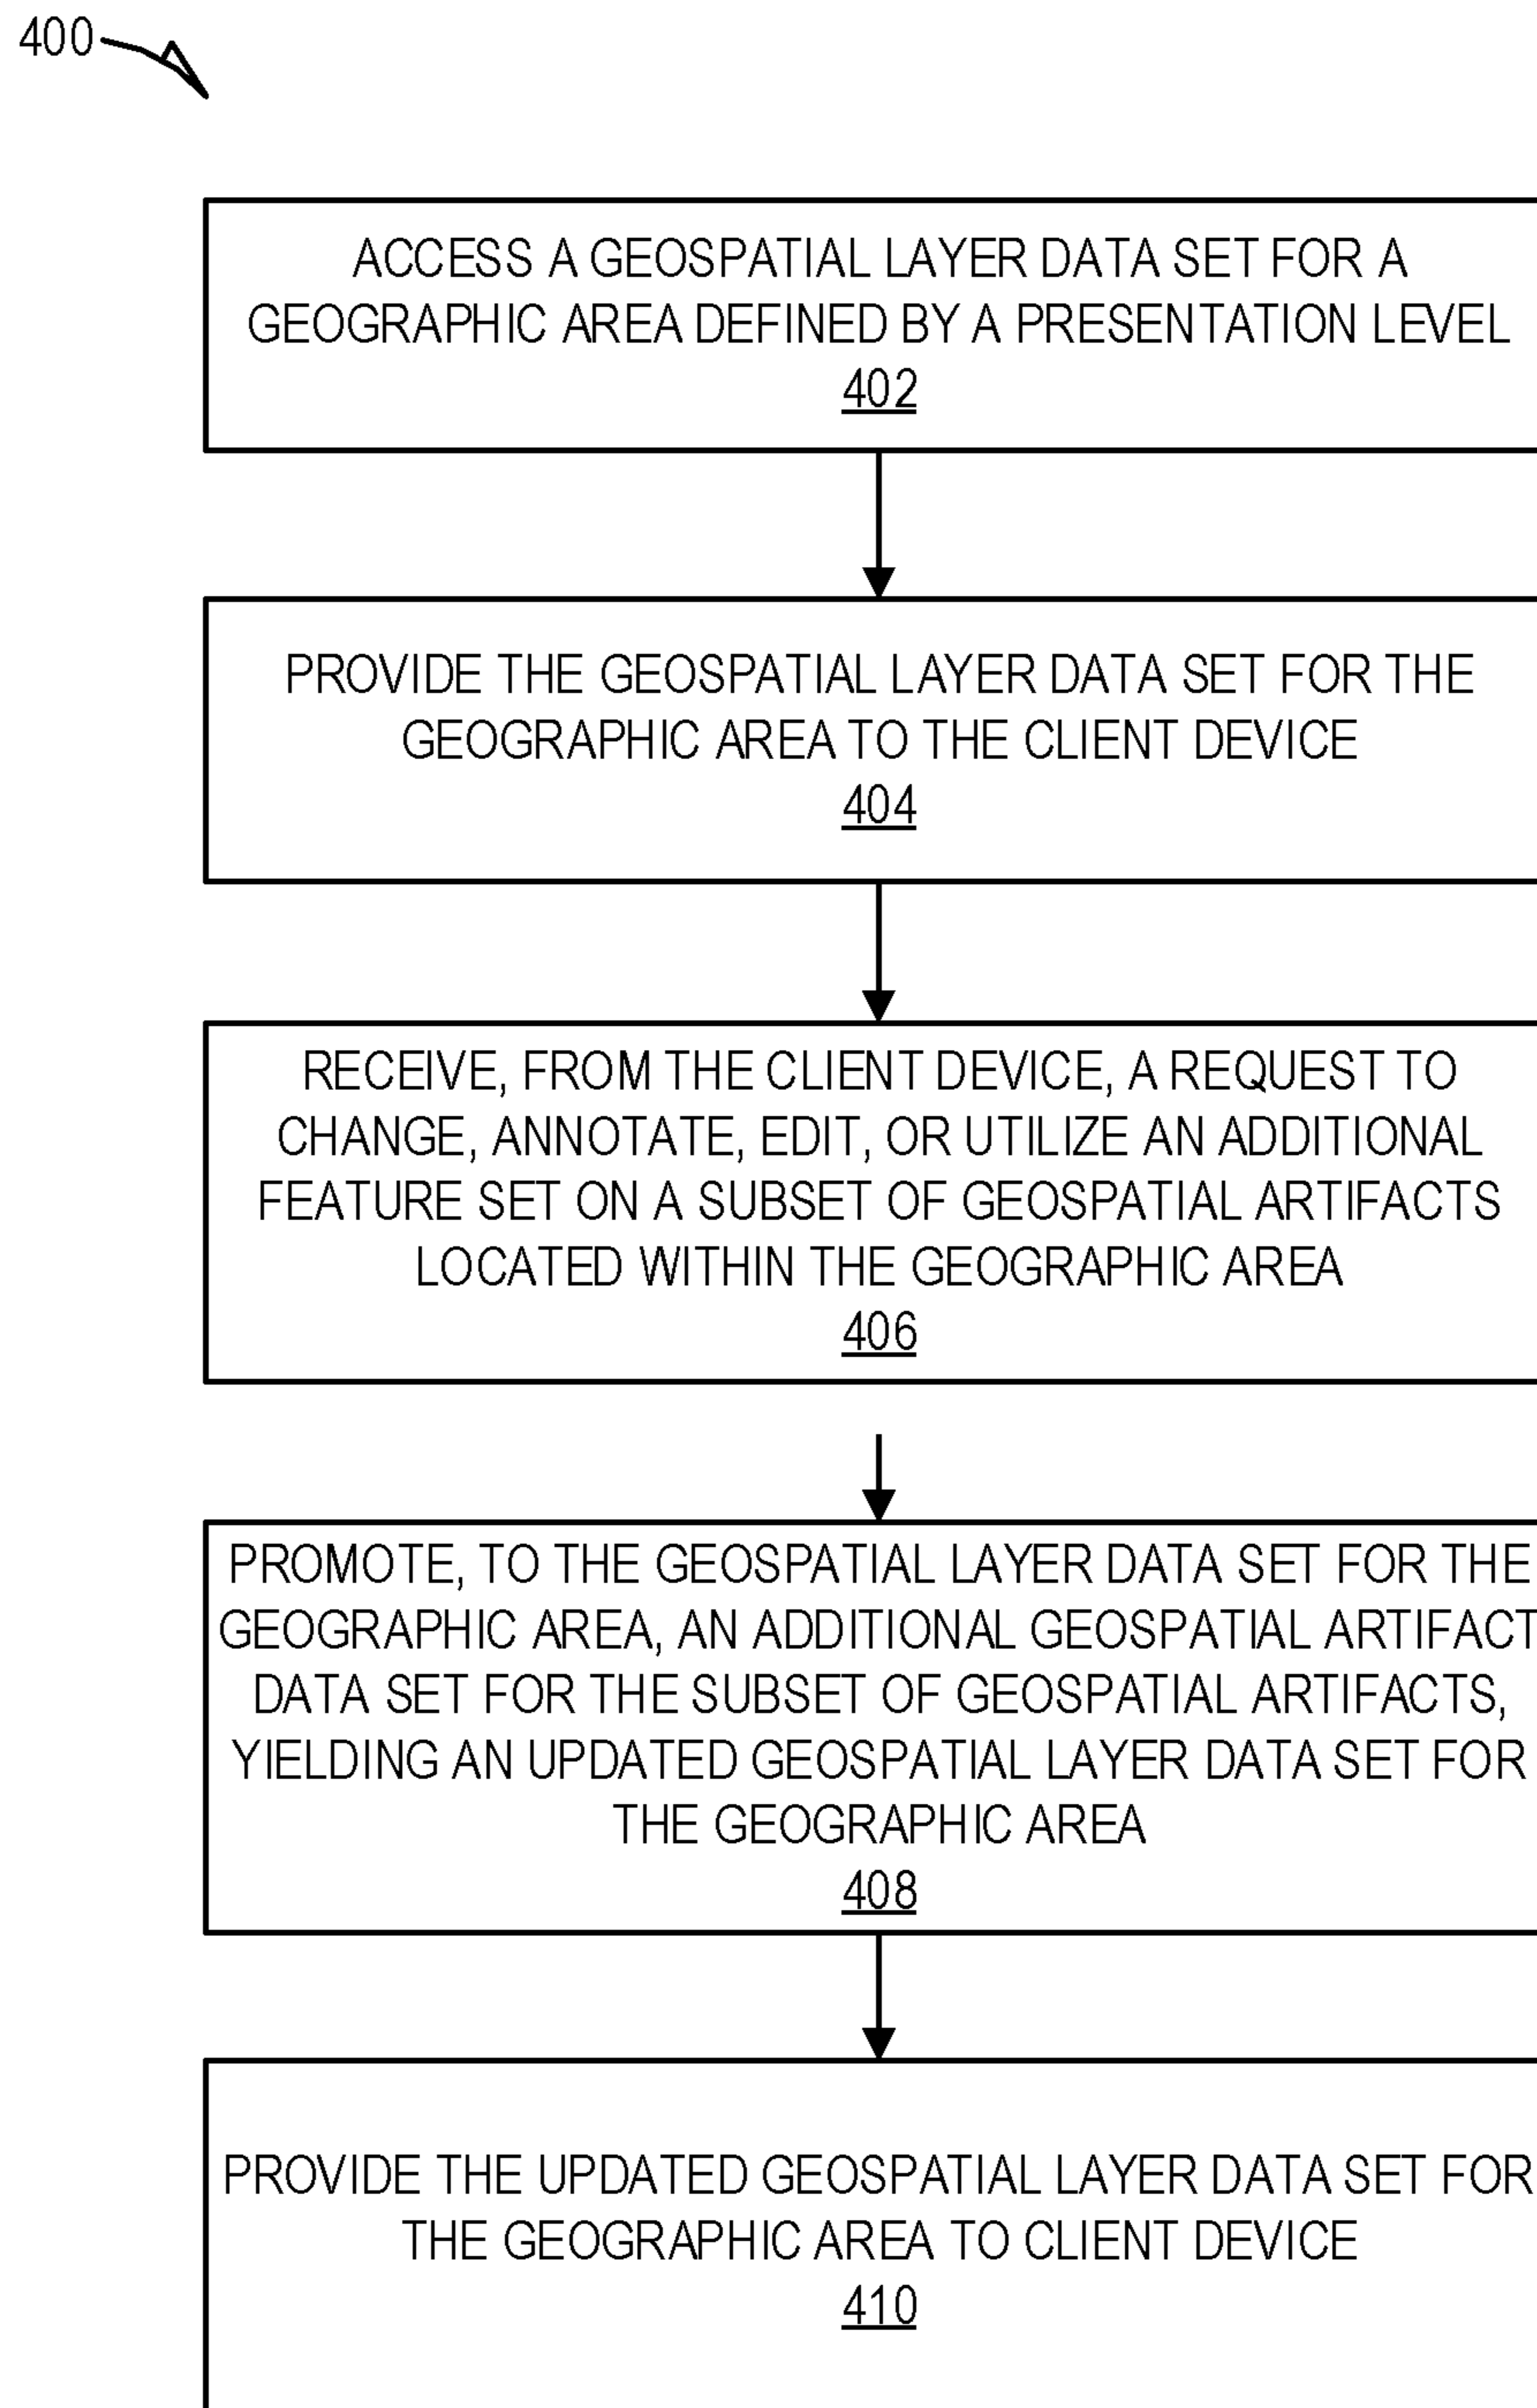 400
ACCESS A GEOSPATIAL LAYER DATA SET FOR A
GEOGRAPHIC AREA DEFINED BY A PRESENTATION LEVEL
402
PROVIDE THE GEOSPATIAL LAYER DATA SET FOR THE
GEOGRAPHIC AREA TO THE CLIENT DEVICE
404
RECEIVE, FROM THE CLIENT DEVICE, A REQUEST TO
CHANGE, ANNOTATE, EDIT, OR UTILIZE AN ADDITIONAL
FEATURE SET ON A SUBSET OF GEOSPATIAL ARTIFACTS
LOCATED WITHIN THE GEOGRAPHIC AREA
406
PROMOTE, TO THE GEOSPATIAL LAYER DATA SET FOR THE
GEOGRAPHIC AREA, AN ADDITIONAL GEOSPATIAL ARTIFACT
DATA SET FOR THE SUBSET OF GEOSPATIAL ARTIFACTS,
YIELDING AN UPDATED GEOSPATIAL LAYER DATA SET FOR
THE GEOGRAPHIC AREA
408
PROVIDE THE UPDATED GEOSPATIAL LAYER DATA SET FOR
THE GEOGRAPHIC AREA TO CLIENT DEVICE
410